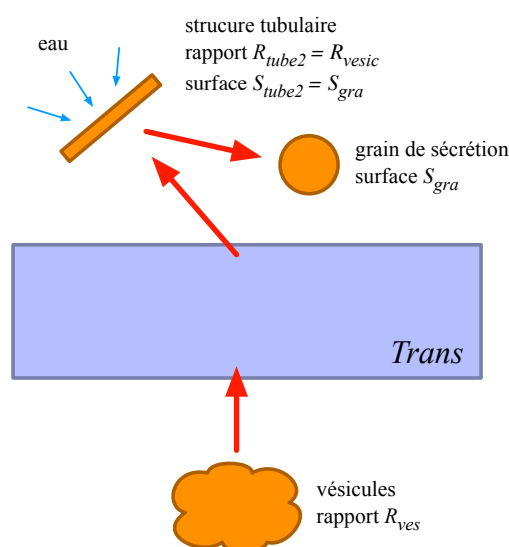 eau
strucure tubulaire
rapport R_tube2 = R_vesic
surface S_tube2 = S_gra
grain de sécrétion
surface S_gra
Trans
vésicules
rapport R_ves